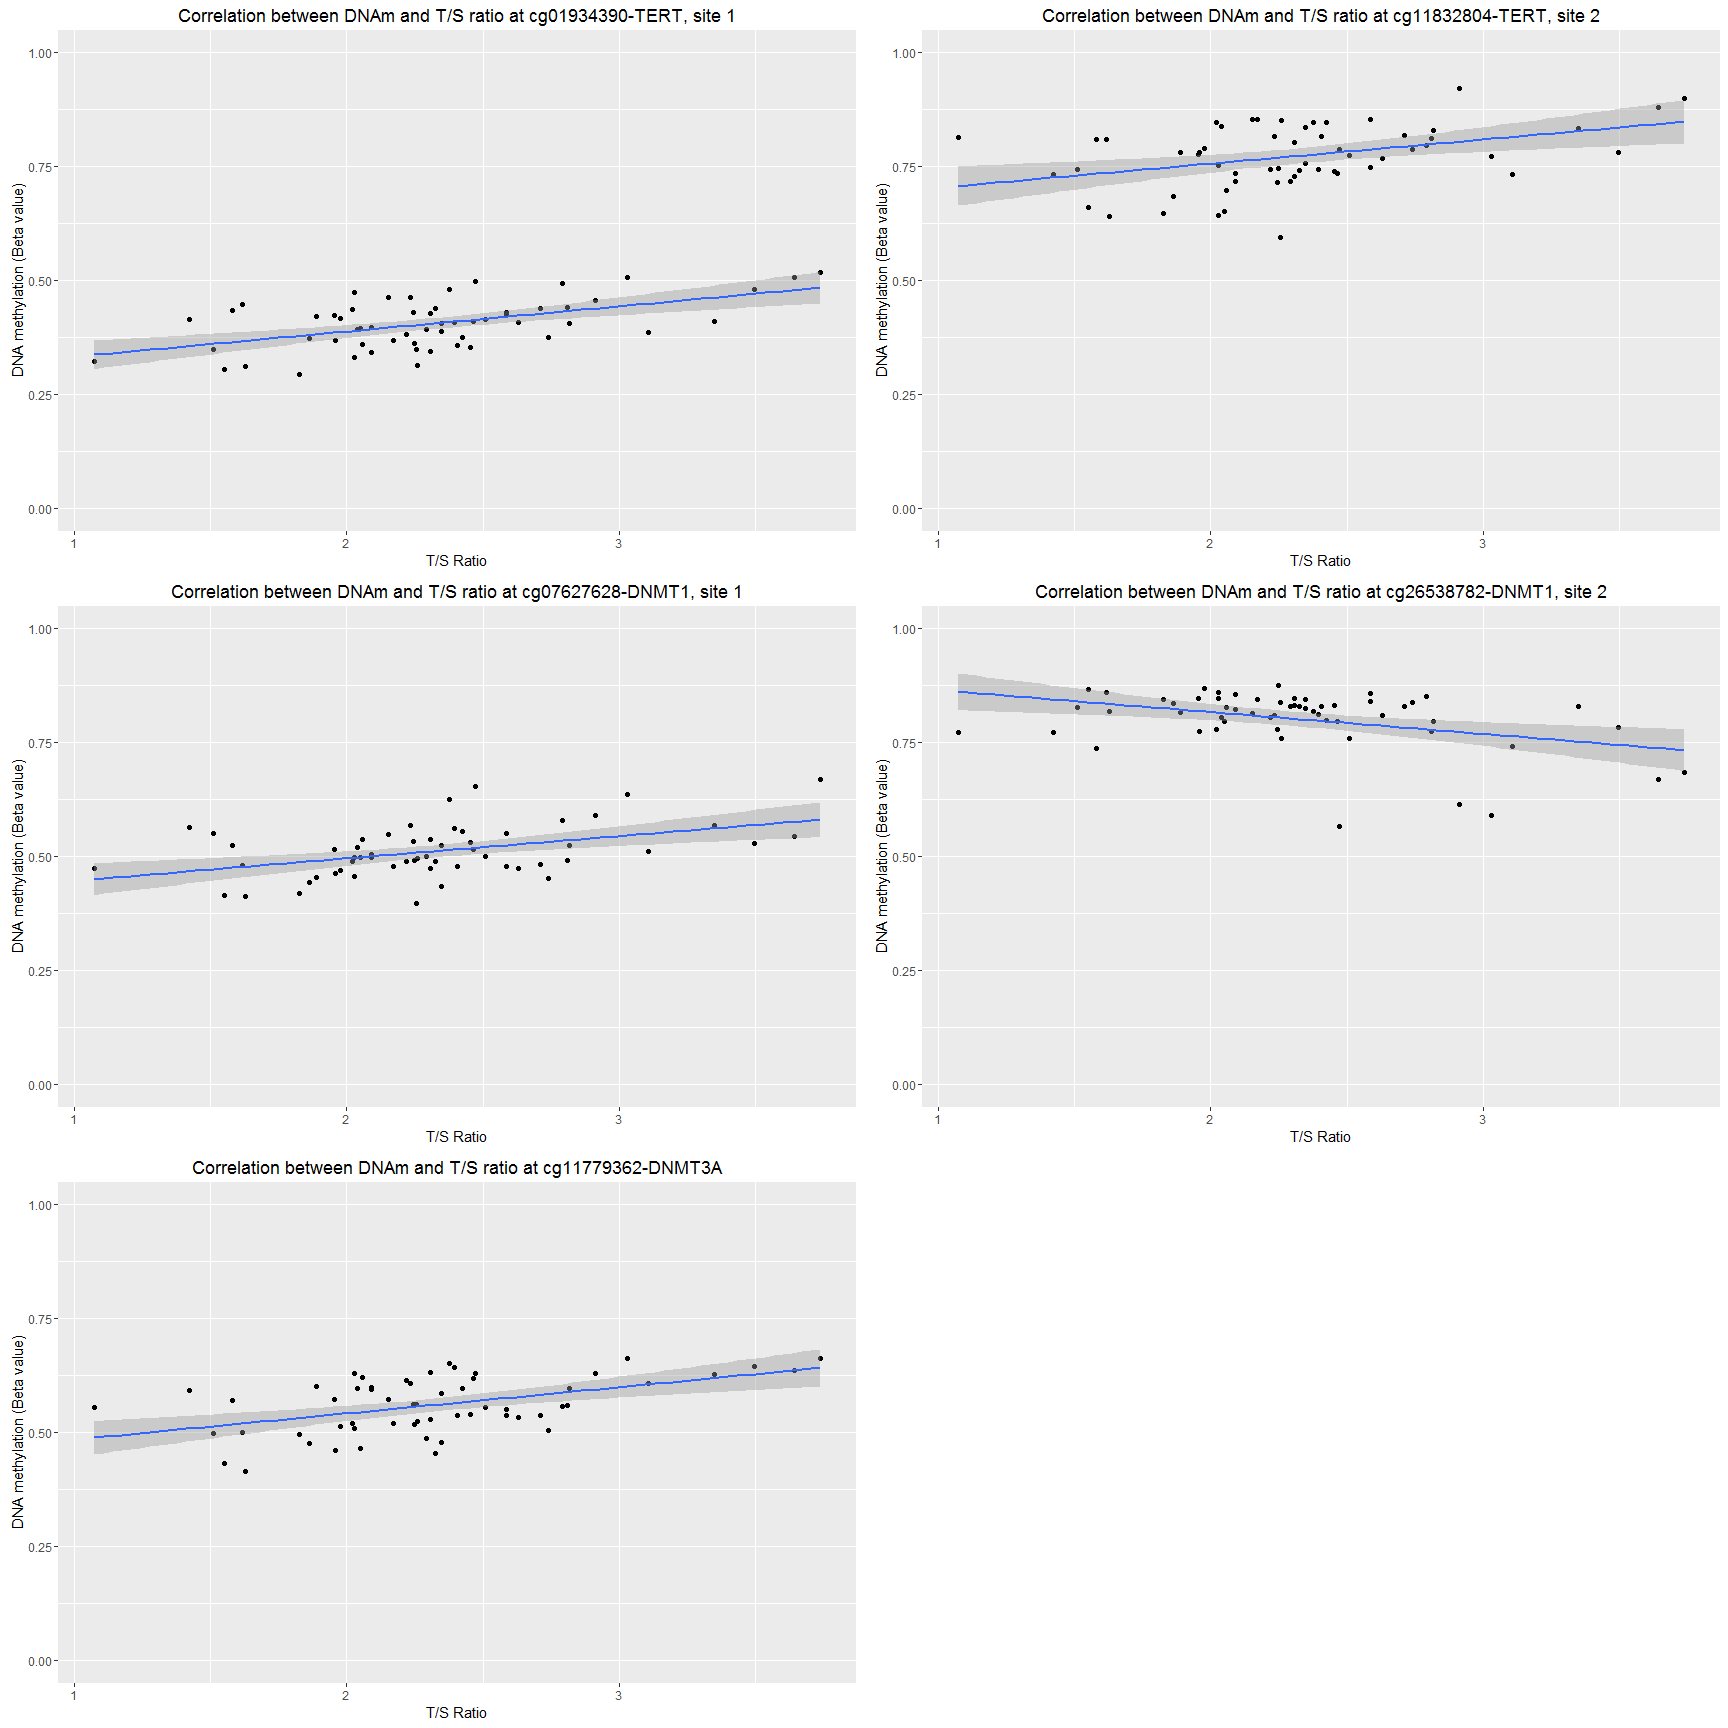 Correlation between DNAm and T/S ratio at cg01934390-TERT, site 1
1.00
0.75
0.50
0.25
0.00
DNA methylation (Beta value)
1 2 3
T/S Ratio
Correlation between DNAm and T/S ratio at cg11832804-TERT, site 2
1.00
0.75
0.50
0.25
0.00
DNA methylation (Beta value)
1 2 3
T/S Ratio
Correlation between DNAm and T/S ratio at cg07627628-DNMT1, site 1
1.00
0.75
0.50
0.25
0.00
DNA methylation (Beta value)
1 2 3
T/S Ratio
Correlation between DNAm and T/S ratio at cg26538782-DNMT1, site 2
1.00
0.75
0.50
0.25
0.00
DNA methylation (Beta value)
1 2 3
T/S Ratio
Correlation between DNAm and T/S ratio at cg11779362-DNMT3A
1.00
0.75
0.50
0.25
0.00
DNA methylation (Beta value)
1 2 3
T/S Ratio